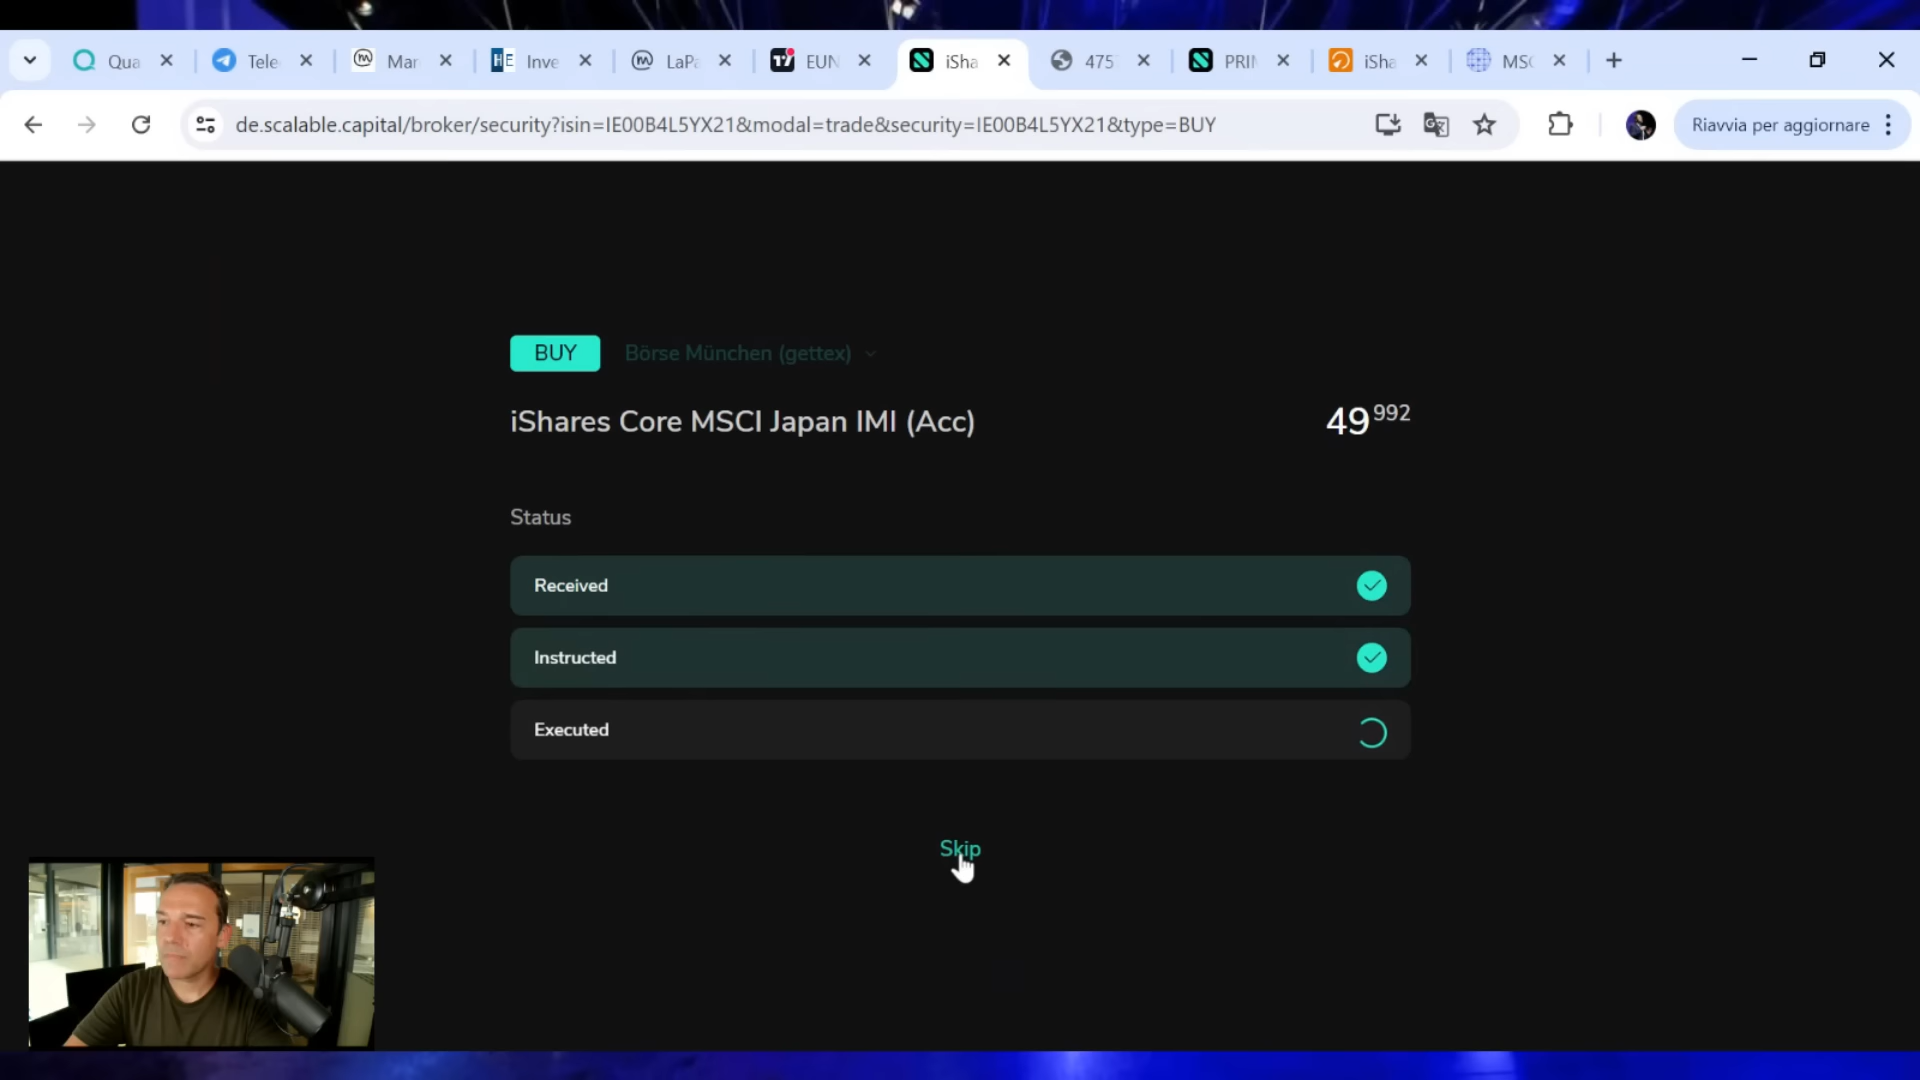 Qua
Tele
Mar
HE Inve
LaPa
EUN
iSha
475
PRI
iSha
MSC
de.scalable.capital/broker/security?isin=IE00B4L5YX21&modal=trade&security=IE00B4L5YX21&type=BUY
Riavvia per aggiornare
BUY Börse München (gettex)
iShares Core MSCI Japan IMI (Acc) 49 992
Status
Received
Instructed
Executed
Skip